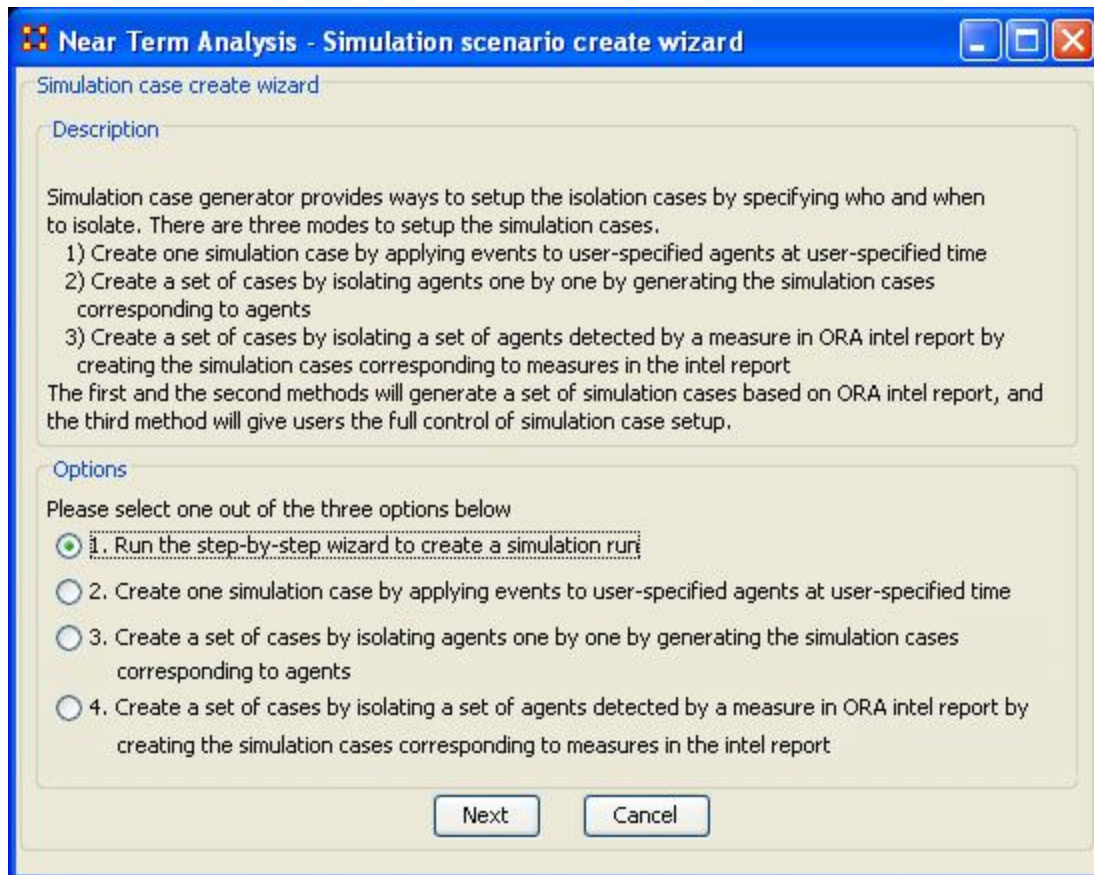 Near Term Analysis - Simulation scenario create wizard
Simulation case create wizard
Description
Simulation case generator provides ways to setup the isolation cases by specifying who and when
to isolate. There are three modes to setup the simulation cases.
1) Create one simulation case by applying events to user-specified agents at user-specified time
2) Create a set of cases by isolating agents one by one by generating the simulation cases
corresponding to agents
3) Create a set of cases by isolating a set of agents detected by a measure in ORA intel report by
creating the simulation cases corresponding to measures in the intel report
The first and the second methods will generate a set of simulation cases based on ORA intel report, and
the third method will give users the full control of simulation case setup.
Options
Please select one out of the three options below
1. Run the step-by-step wizard to create a simulation run
2. Create one simulation case by applying events to user-specified agents at user-specified time
3. Create a set of cases by isolating agents one by one by generating the simulation cases
corresponding to agents
4. Create a set of cases by isolating a set of agents detected by a measure in ORA intel report by
creating the simulation cases corresponding to measures in the intel report
Next Cancel